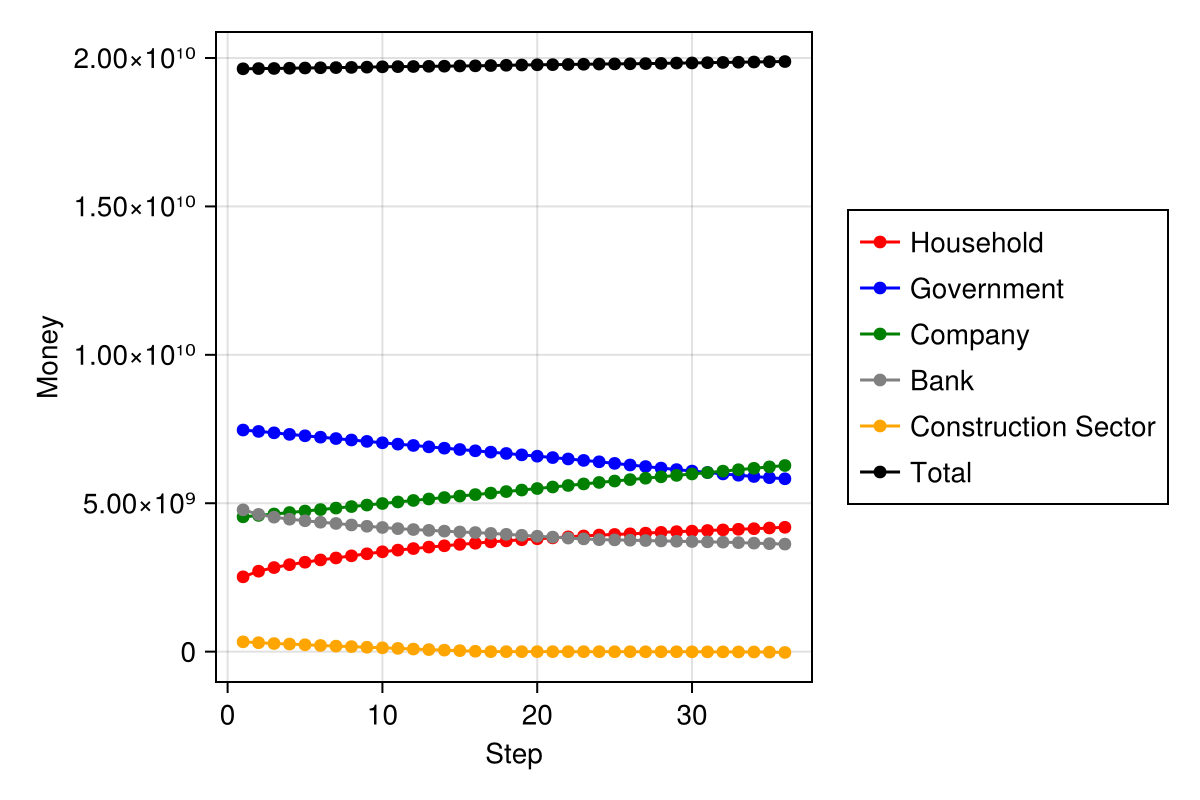 2.00×10¹⁰
1.50×10¹⁰
1.00×10¹⁰
5.00×10⁹
0
Money
0 10 20 30
Step
Household
Government
Company
Bank
Construction Sector
Total